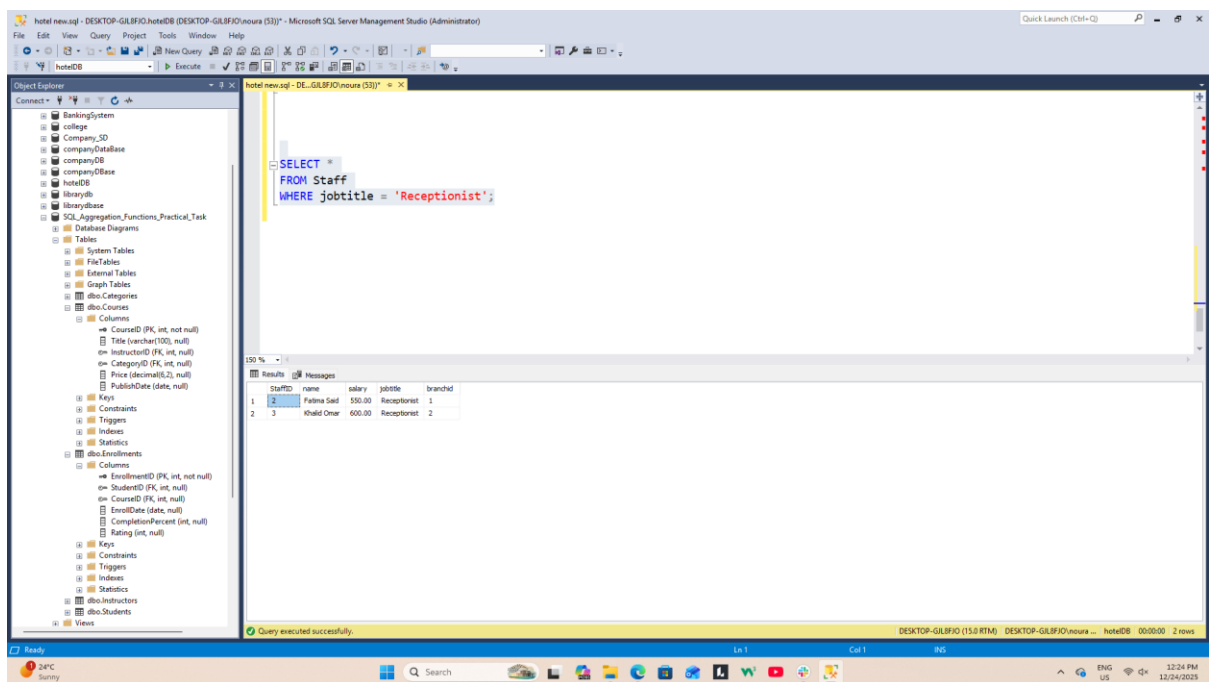 hotel new.sql - DESKTOP-GJL8FJO.hotelDB (DESKTOP-GJL8FJO\noura (53))* - Microsoft SQL Server Management Studio (Administrator)
Quick Launch (Ctrl+Q)
File Edit View Query Project Tools Window Help
New Query
hotelDB
Execute
Object Explorer
hotel new.sql - DE...GJL8FJO\noura (53))*
Connect
BankingSystem
college
Company_SD
companyDataBase
companyDB
companyDBase
hotelDB
librarydb
librarydbase
SQL_Aggregation_Functions_Practical_Task
Database Diagrams
Tables
System Tables
FileTables
External Tables
Graph Tables
dbo.Categories
dbo.Courses
Columns
CourseID (PK, int, not null)
Title (varchar(100), null)
InstructorID (FK, int, null)
CategoryID (FK, int, null)
Price (decimal(6,2), null)
PublishDate (date, null)
Keys
Constraints
Triggers
Indexes
Statistics
dbo.Enrollments
Columns
EnrollmentID (PK, int, not null)
StudentID (FK, int, null)
CourseID (FK, int, null)
EnrollDate (date, null)
CompletionPercent (int, null)
Rating (int, null)
Keys
Constraints
Triggers
Indexes
Statistics
dbo.Instructors
dbo.Students
Views
SELECT *
FROM Staff
WHERE jobtitle = 'Receptionist';
150 %
Results Messages
StaffID name salary jobtitle branchid
1 2 Fatima Said 550.00 Receptionist 1
2 3 Khalid Omar 600.00 Receptionist 2
Query executed successfully.
DESKTOP-GJL8FJO (15.0 RTM) DESKTOP-GJL8FJO\noura ... hotelDB 00:00:00 2 rows
Ready
Ln 1 Col 1 INS
1
24°C
Sunny
Search
ENG
US
12:24 PM
12/24/2025